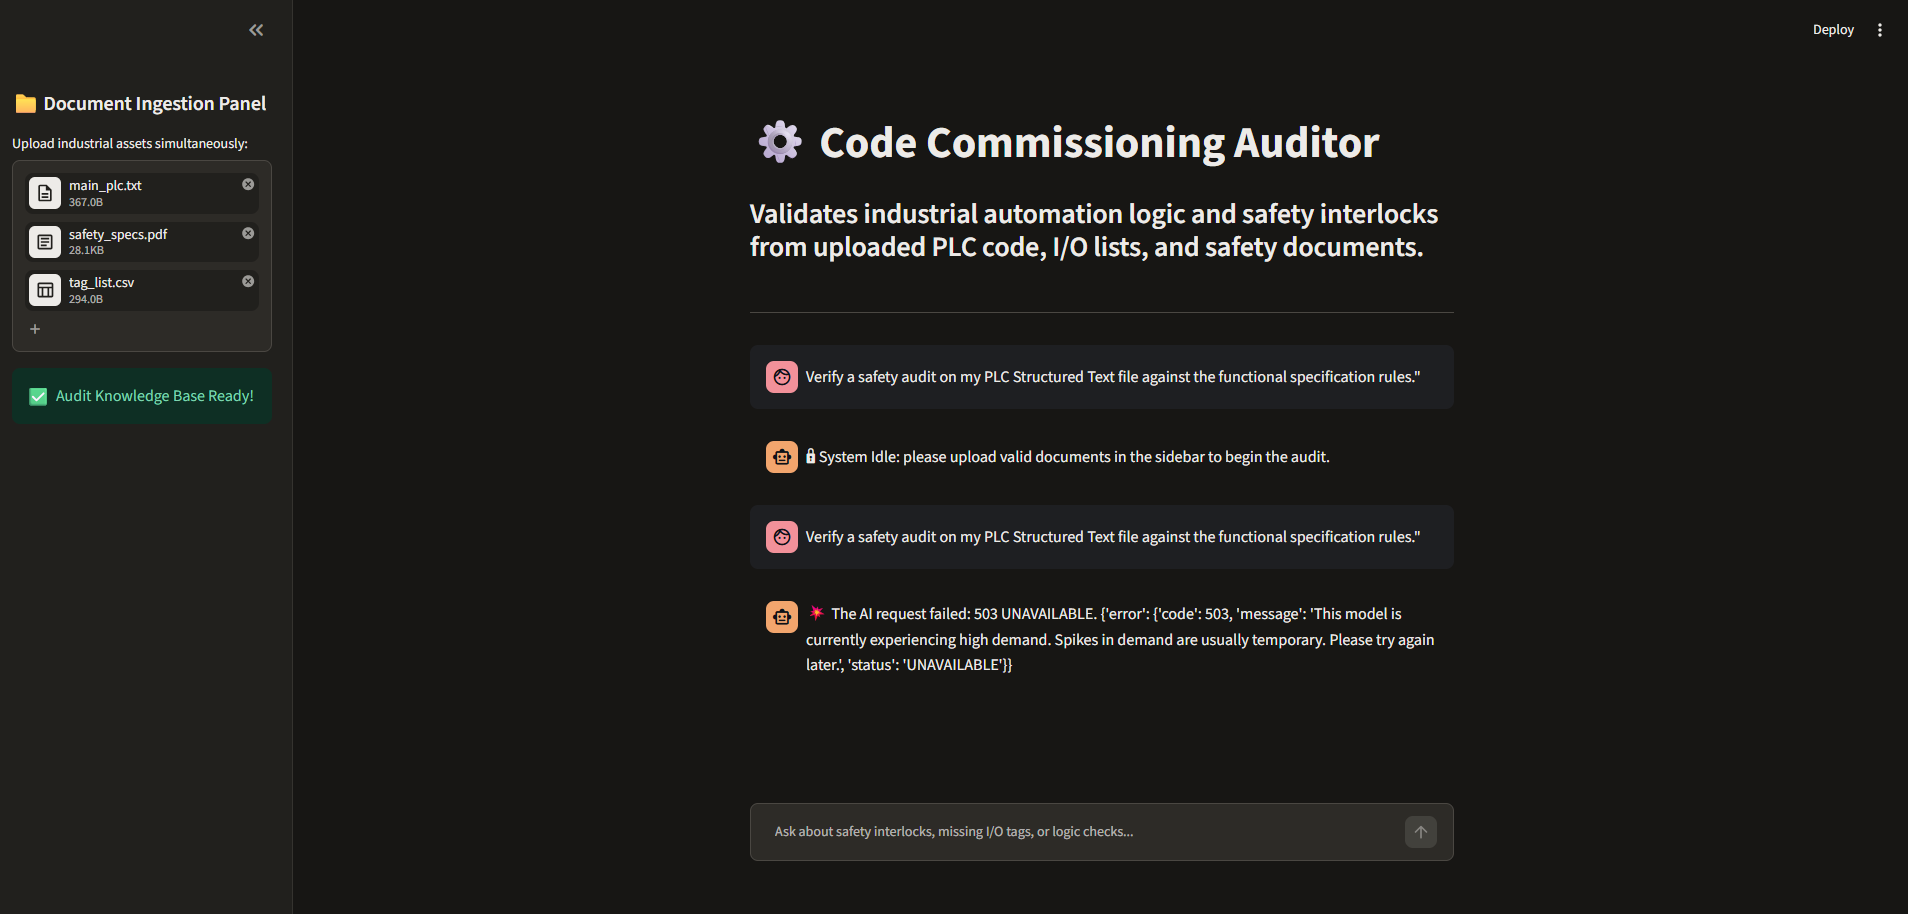 Deploy
Document Ingestion Panel
Upload industrial assets simultaneously:
main_plc.txt
367.0B
safety_specs.pdf
28.1KB
tag_list.csv
294.0B
Audit Knowledge Base Ready!
Code Commissioning Auditor
Validates industrial automation logic and safety interlocks
from uploaded PLC code, I/O lists, and safety documents.
Verify a safety audit on my PLC Structured Text file against the functional specification rules."
System Idle: please upload valid documents in the sidebar to begin the audit.
Verify a safety audit on my PLC Structured Text file against the functional specification rules."
The AI request failed: 503 UNAVAILABLE. {'error': {'code': 503, 'message': 'This model is
currently experiencing high demand. Spikes in demand are usually temporary. Please try again
later.', 'status': 'UNAVAILABLE'}}
Ask about safety interlocks, missing I/O tags, or logic checks...